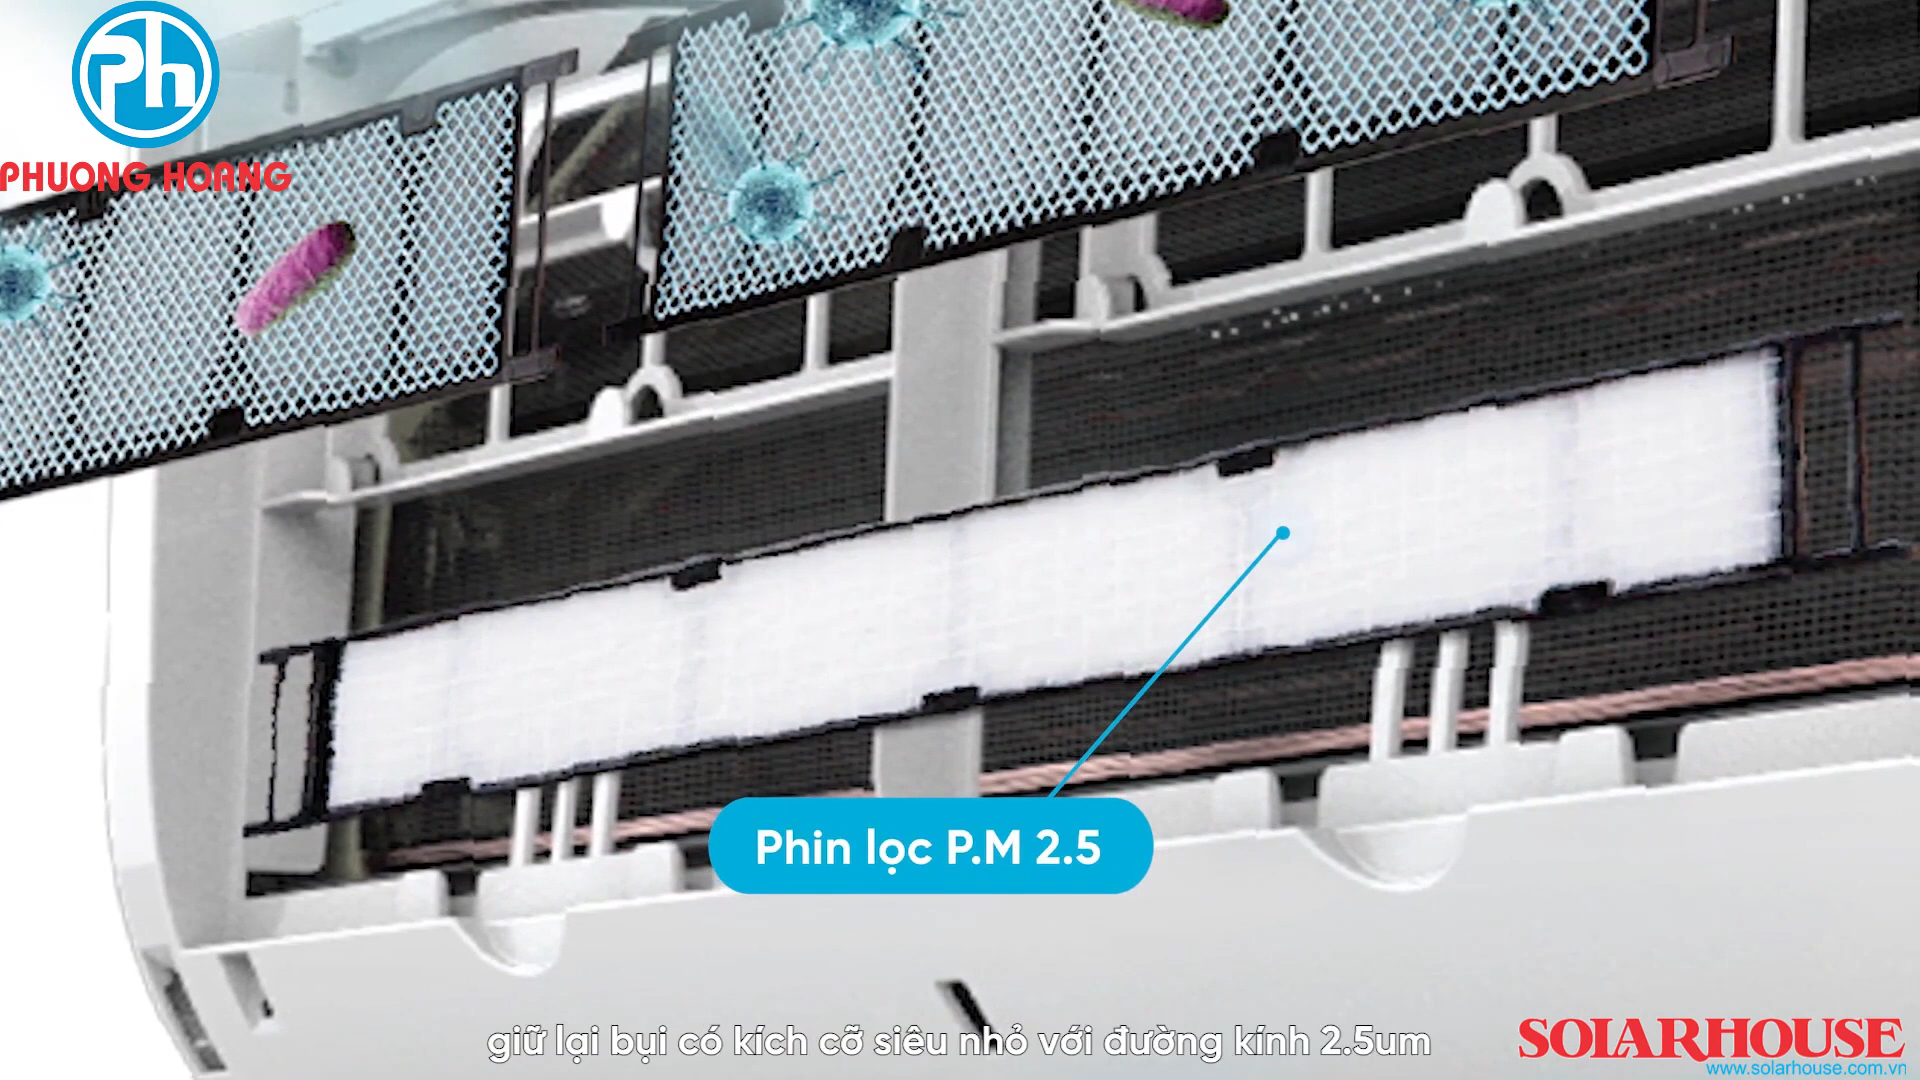 Ph
PHUONG HOANG
Phin lọc P.M 2.5
giữ lại bụi có kích cỡ siêu nhỏ với đường kính 2.5um
SOLARHOUSE
www.solarhouse.com.vn